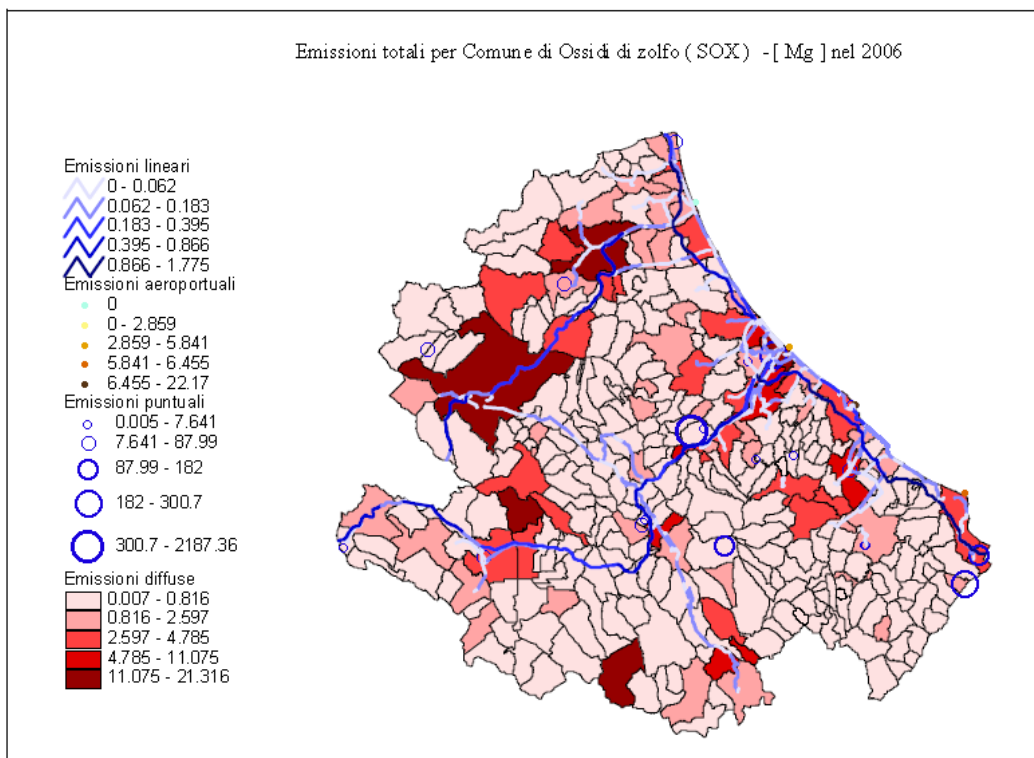 Emissioni totali per Comune di Ossidi di zolfo ( SOX ) - [ Mg ] nel 2006
Emissioni lineari
0 - 0.062
0.062 - 0.183
0.183 - 0.395
0.395 - 0.866
0.866 - 1.775
Emissioni aeroportuali
0
0 - 2.859
2.859 - 5.841
5.841 - 6.455
6.455 - 22.17
Emissioni puntuali
0.005 - 7.641
7.641 - 87.99
87.99 - 182
182 - 300.7
300.7 - 2187.36
Emissioni diffuse
0.007 - 0.816
0.816 - 2.597
2.597 - 4.785
4.785 - 11.075
11.075 - 21.316